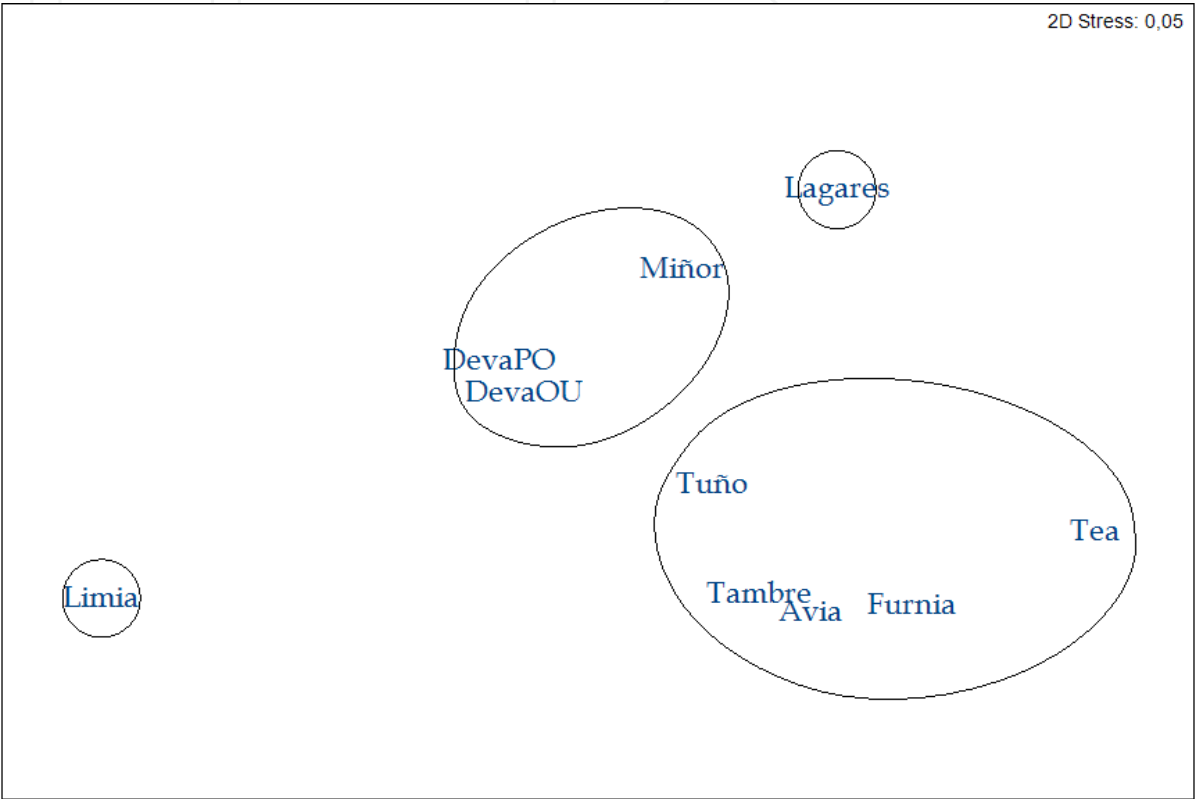 2D Stress: 0,05
Lagares
Miñor
DevaPO
DevaOU
Tuño
Tea
Limia
Tambre
Avia
Furnia